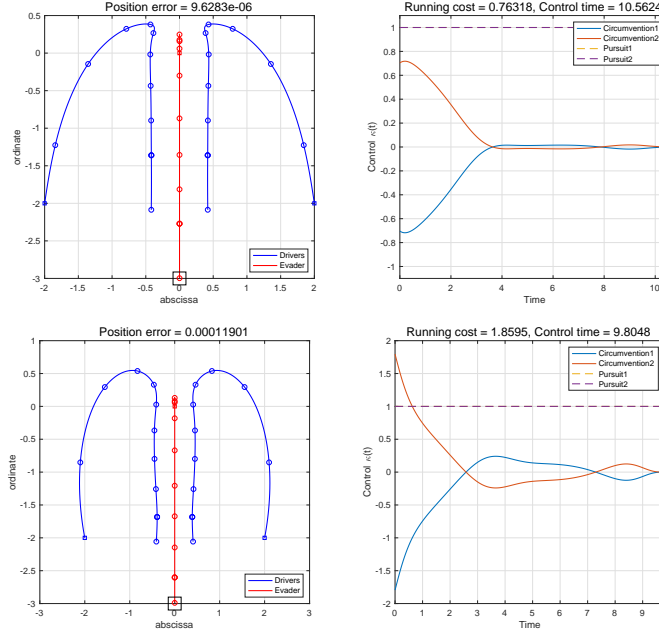 Position error = 9.6283e-06
0.5
0
-0.5
-1
-1.5
-2
-2.5
-3
ordinate
-2 -1.5 -1 -0.5 0 0.5 1 1.5 2
abscissa
Drivers
Evader
Running cost = 0.76318, Control time = 10.5624
1
0.8
0.6
0.4
0.2
0
-0.2
-0.4
-0.6
-0.8
-1
Control κ(t)
0 2 4 6 8 10
Time
Circumvention1
Circumvention2
Pursuit1
Pursuit2
Position error = 0.00011901
1
0.5
0
-0.5
-1
-1.5
-2
-2.5
-3
ordinate
-3 -2 -1 0 1 2 3
abscissa
Drivers
Evader
Running cost = 1.8595, Control time = 9.8048
2
1.5
1
0.5
0
-0.5
-1
-1.5
-2
Control κ(t)
0 1 2 3 4 5 6 7 8 9
Time
Circumvention1
Circumvention2
Pursuit1
Pursuit2